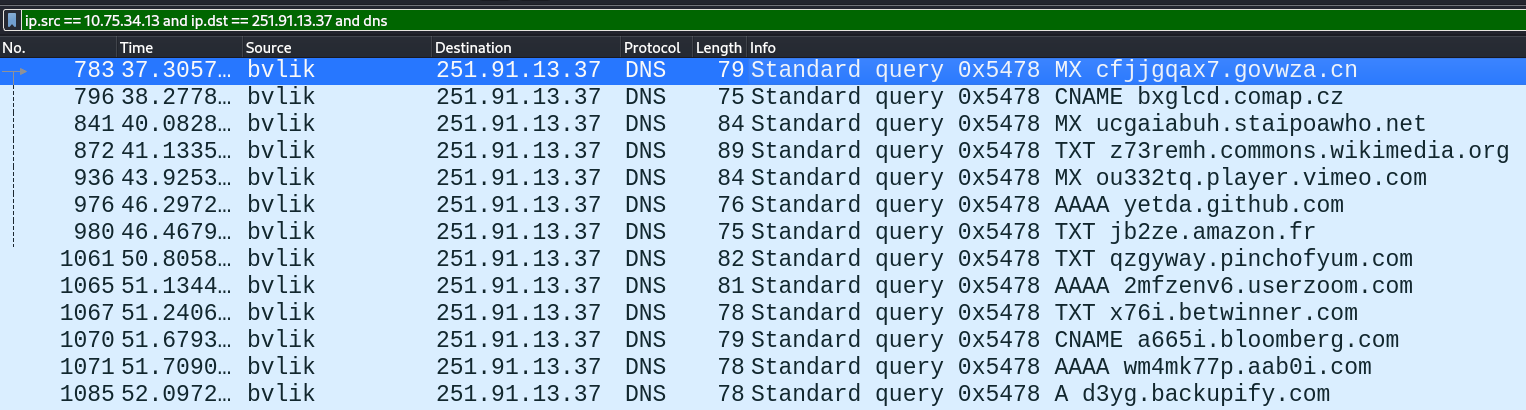 ip.src == 10.75.34.13 and ip.dst == 251.91.13.37 and dns
No. Time Source Destination Protocol Length Info
783 37.3057… bvlik 251.91.13.37 DNS 79 Standard query 0x5478 MX cfjjgqax7.govwza.cn
796 38.2778… bvlik 251.91.13.37 DNS 75 Standard query 0x5478 CNAME bxglcd.comap.cz
841 40.0828… bvlik 251.91.13.37 DNS 84 Standard query 0x5478 MX ucgaiabuh.staipoawho.net
872 41.1335… bvlik 251.91.13.37 DNS 89 Standard query 0x5478 TXT z73remh.commons.wikimedia.org
936 43.9253… bvlik 251.91.13.37 DNS 84 Standard query 0x5478 MX ou332tq.player.vimeo.com
976 46.2972… bvlik 251.91.13.37 DNS 76 Standard query 0x5478 AAAA yetda.github.com
980 46.4679… bvlik 251.91.13.37 DNS 75 Standard query 0x5478 TXT jb2ze.amazon.fr
1061 50.8058… bvlik 251.91.13.37 DNS 82 Standard query 0x5478 TXT qzgyway.pinchofyum.com
1065 51.1344… bvlik 251.91.13.37 DNS 81 Standard query 0x5478 AAAA 2mfzenv6.userzoom.com
1067 51.2406… bvlik 251.91.13.37 DNS 78 Standard query 0x5478 TXT x76i.betwinner.com
1070 51.6793… bvlik 251.91.13.37 DNS 79 Standard query 0x5478 CNAME a665i.bloomberg.com
1071 51.7090… bvlik 251.91.13.37 DNS 78 Standard query 0x5478 AAAA wm4mk77p.aab0i.com
1085 52.0972… bvlik 251.91.13.37 DNS 78 Standard query 0x5478 A d3yg.backupify.com